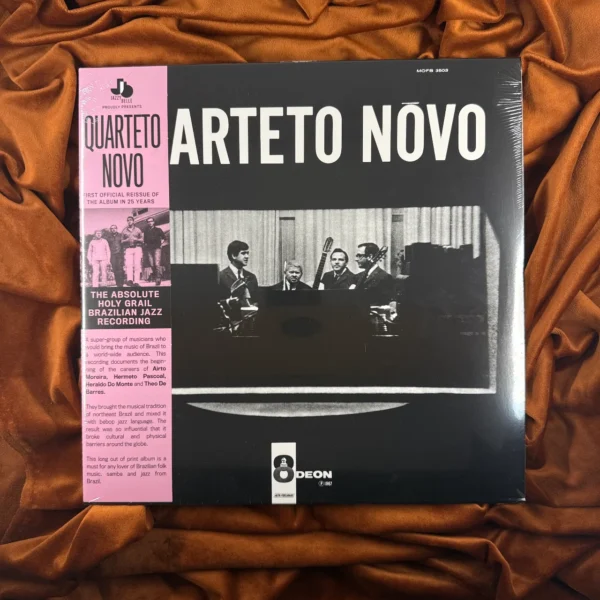 MOFB 3503
JAZZY BELLE
PROUDLY PRESENTS
QUARTETO
NOVO
FIRST OFFICIAL REISSUE OF
THE ALBUM IN 25 YEARS
ARTETO NÔVO
THE ABSOLUTE
HOLY GRAIL
BRAZILIAN JAZZ
RECORDING
A super-group of musicians who
would bring the music of Brazil to
a world-wide audience. This
recording documents the begin-
ning of the careers of Airto
Moreira, Hermeto Pascoal,
Heraldo Do Monte and Theo De
Barros.
They brought the musical tradition
of northeast Brazil and mixed it
with bebop jazz language. The
result was so influential that it
broke cultural and physical
barriers around the globe.
This long out of print album is a
must for any lover of Brazilian folk
music, samba and jazz from
Brazil.
ODEON